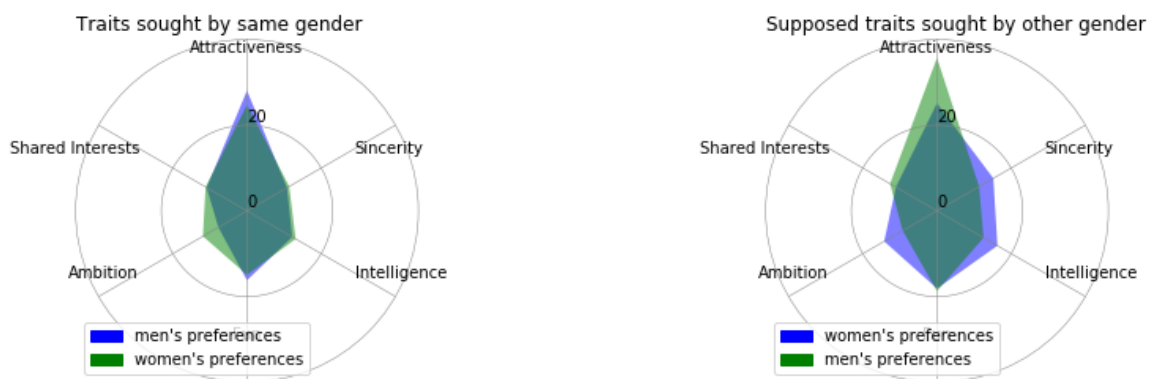 Traits sought by same gender
Attractiveness
20
Shared Interests
Sincerity
0
Ambition
Intelligence
men's preferences
women's preferences
Supposed traits sought by other gender
Attractiveness
20
Shared Interests
Sincerity
0
Ambition
Intelligence
women's preferences
men's preferences